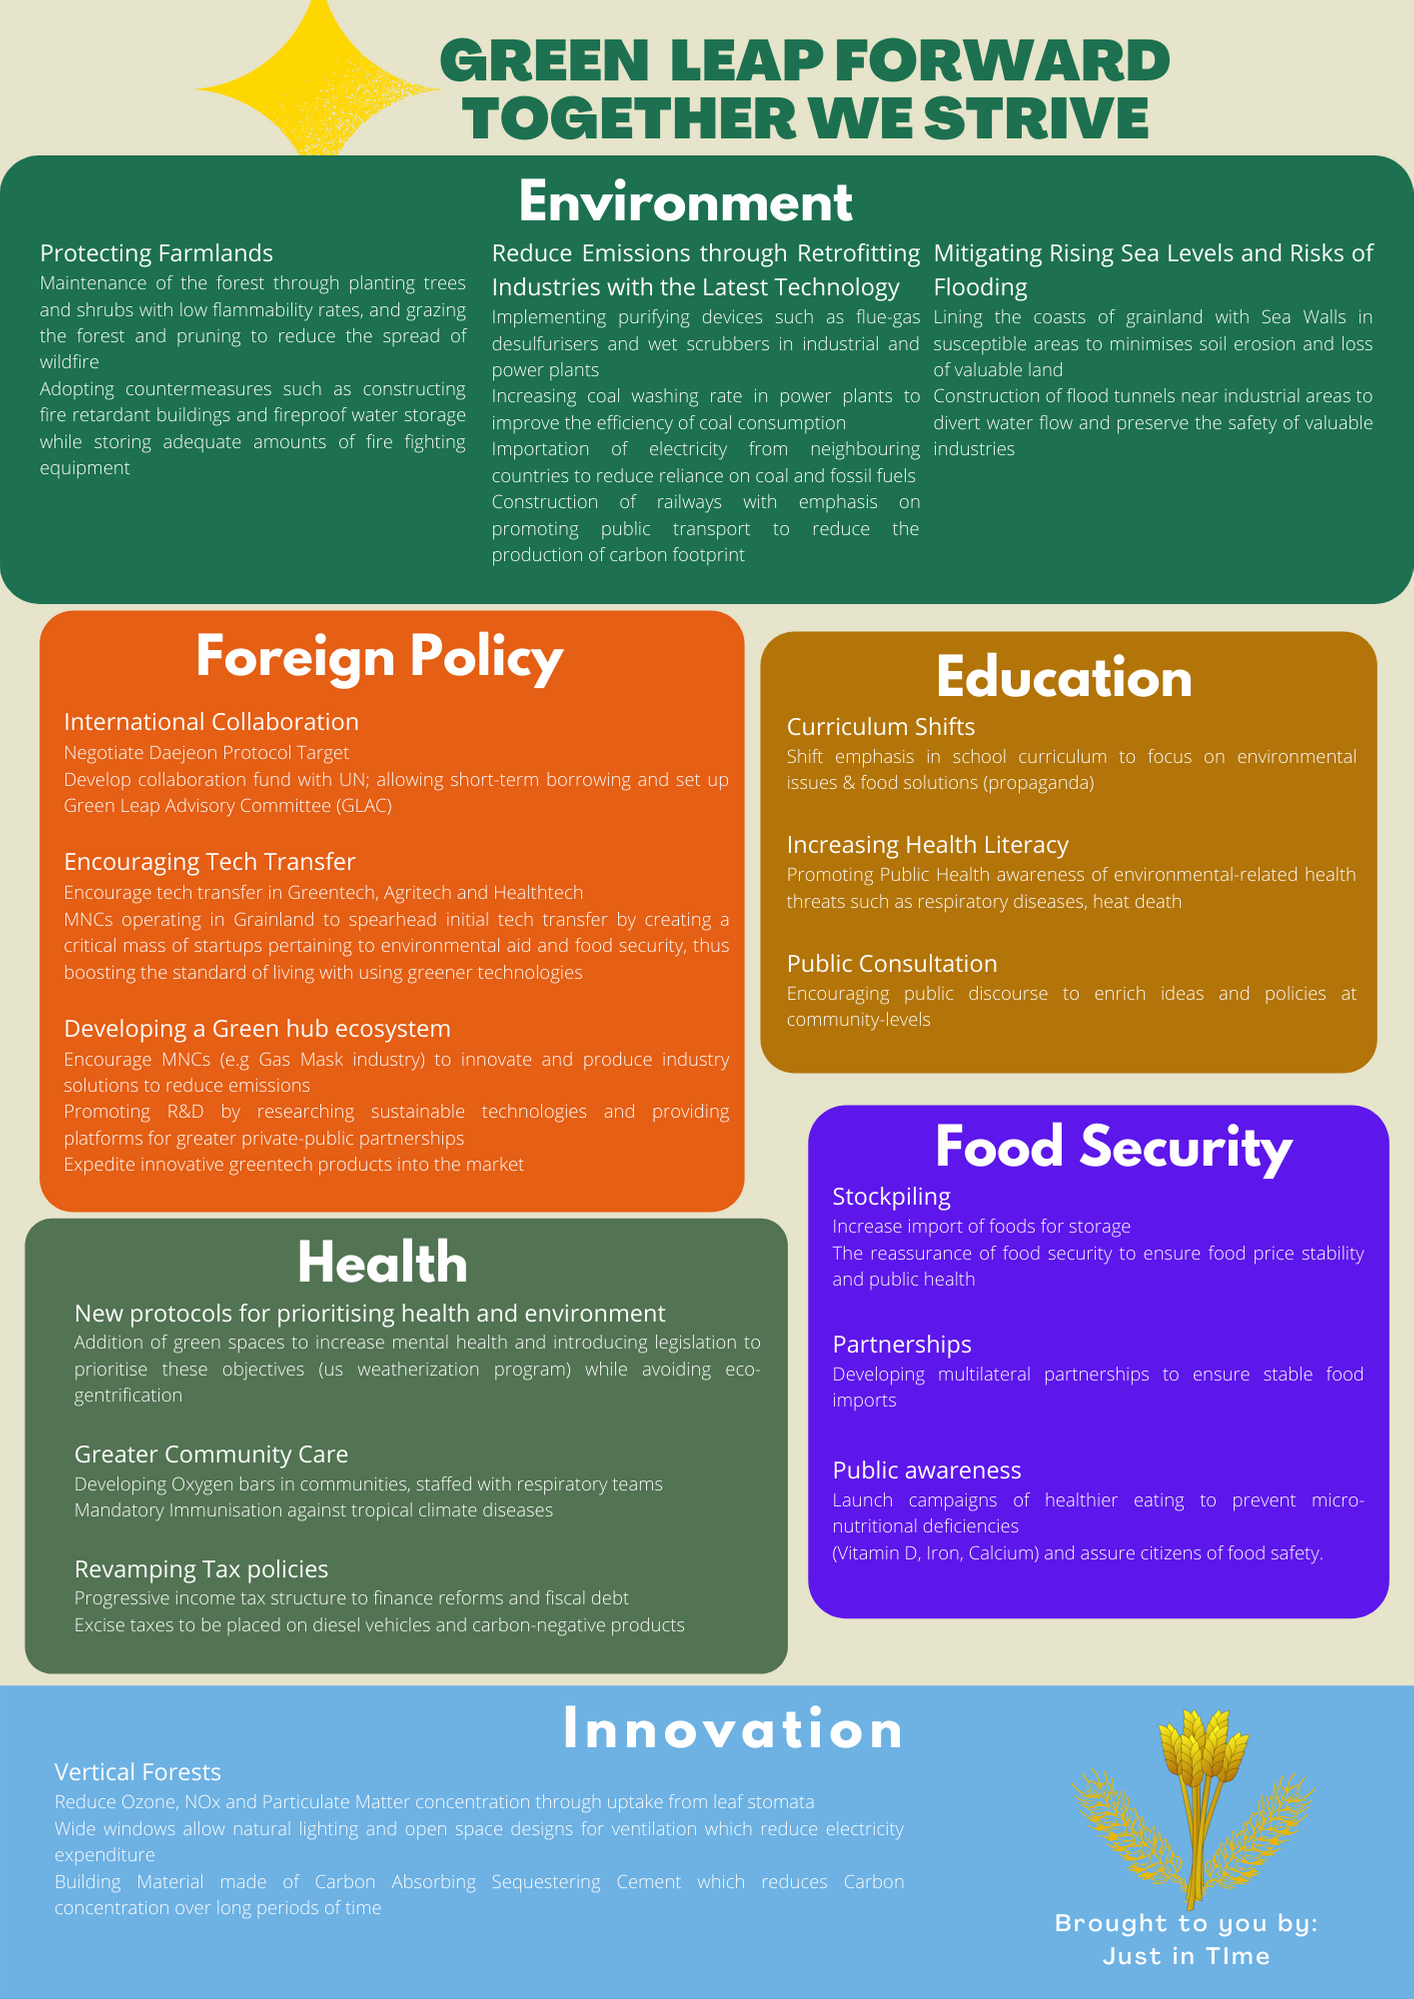 GREEN LEAP FORWARD
TOGETHER WE STRIVE
Environment
Protecting Farmlands
Maintenance of the forest through planting trees
and shrubs with low flammability rates, and grazing
the forest and pruning to reduce the spread of
wildfire
Adopting countermeasures such as constructing
fire retardant buildings and fireproof water storage
while storing adequate amounts of fire fighting
equipment
Reduce Emissions through Retrofitting
Industries with the Latest Technology
Implementing purifying devices such as flue-gas
desulfurisers and wet scrubbers in industrial and
power plants
Increasing coal washing rate in power plants to
improve the efficiency of coal consumption
Importation of electricity from neighbouring
countries to reduce reliance on coal and fossil fuels
Construction of railways with emphasis on
promoting public transport to reduce the
production of carbon footprint
Mitigating Rising Sea Levels and Risks of
Flooding
Lining the coasts of grainland with Sea Walls in
susceptible areas to minimises soil erosion and loss
of valuable land
Construction of flood tunnels near industrial areas to
divert water flow and preserve the safety of valuable
industries
Foreign Policy
International Collaboration
Negotiate Daejeon Protocol Target
Develop collaboration fund with UN; allowing short-term borrowing and set up
Green Leap Advisory Committee (GLAC)
Encouraging Tech Transfer
Encourage tech transfer in Greentech, Agritech and Healthtech
MNCs operating in Grainland to spearhead initial tech transfer by creating a
critical mass of startups pertaining to environmental aid and food security, thus
boosting the standard of living with using greener technologies
Developing a Green hub ecosystem
Encourage MNCs (e.g Gas Mask industry) to innovate and produce industry
solutions to reduce emissions
Promoting R&D by researching sustainable technologies and providing
platforms for greater private-public partnerships
Expedite innovative greentech products into the market
Education
Curriculum Shifts
Shift emphasis in school curriculum to focus on environmental
issues & food solutions (propaganda)
Increasing Health Literacy
Promoting Public Health awareness of environmental-related health
threats such as respiratory diseases, heat death
Public Consultation
Encouraging public discourse to enrich ideas and policies at
community-levels
Food Security
Stockpiling
Increase import of foods for storage
The reassurance of food security to ensure food price stability
and public health
Partnerships
Developing multilateral partnerships to ensure stable food
imports
Public awareness
Launch campaigns of healthier eating to prevent micro-
nutritional deficiencies
(Vitamin D, Iron, Calcium) and assure citizens of food safety.
Health
New protocols for prioritising health and environment
Addition of green spaces to increase mental health and introducing legislation to
prioritise these objectives (us weatherization program) while avoiding eco-
gentrification
Greater Community Care
Developing Oxygen bars in communities, staffed with respiratory teams
Mandatory Immunisation against tropical climate diseases
Revamping Tax policies
Progressive income tax structure to finance reforms and fiscal debt
Excise taxes to be placed on diesel vehicles and carbon-negative products
Innovation
Vertical Forests
Reduce Ozone, NOx and Particulate Matter concentration through uptake from leaf stomata
Wide windows allow natural lighting and open space designs for ventilation which reduce electricity
expenditure
Building Material made of Carbon Absorbing Sequestering Cement which reduces Carbon
concentration over long periods of time
Brought to you by:
Just in TIme